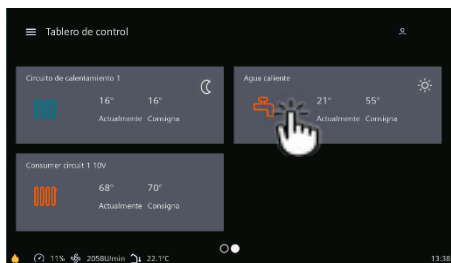 Tablero de control
Circuito de calentamiento 1
16° 16°
Actualmente Consigna
Agua caliente
21° 55°
Actualmente Consigna
Consumer circuit 1 10V
68° 70°
Actualmente Consigna
11% 2058U/min 22.1°C
13:38